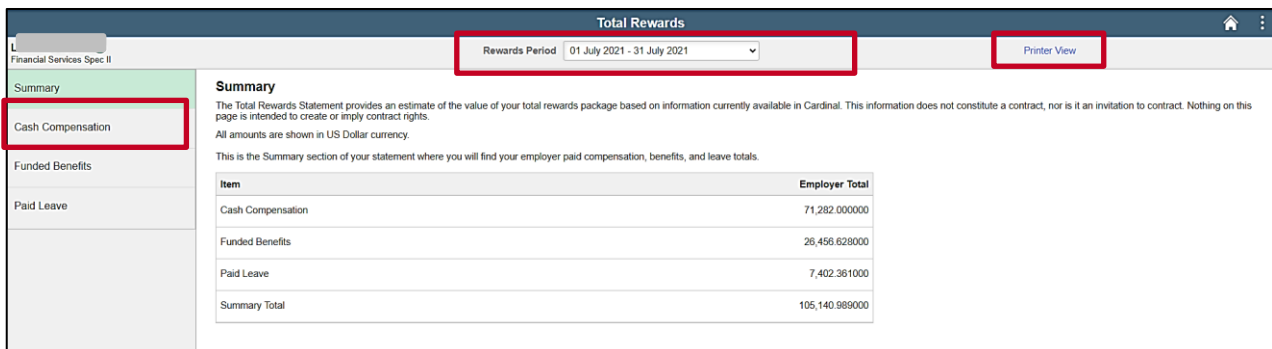 Total Rewards
L
Financial Services Spec II
Rewards Period 01 July 2021 - 31 July 2021
Printer View
Summary
Cash Compensation
Funded Benefits
Paid Leave
Summary
The Total Rewards Statement provides an estimate of the value of your total rewards package based on information currently available in Cardinal. This information does not constitute a contract, nor is it an invitation to contract. Nothing on this
page is intended to create or imply contract rights.
All amounts are shown in US Dollar currency.
This is the Summary section of your statement where you will find your employer paid compensation, benefits, and leave totals.
Item Employer Total
Cash Compensation 71,282.000000
Funded Benefits 26,456.628000
Paid Leave 7,402.361000
Summary Total 105,140.989000